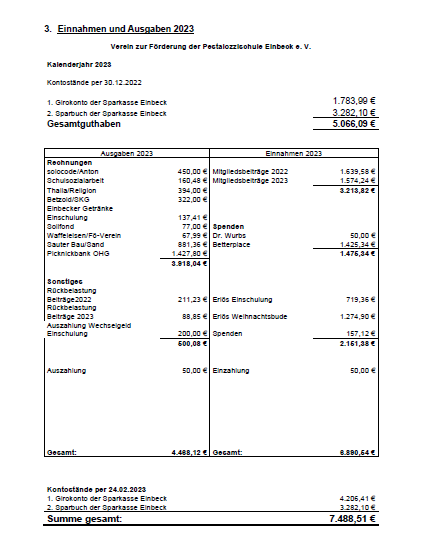 3. Einnahmen und Ausgaben 2023
Verein zur Förderung der Pestalozzischule Einbeck e. V.
Kalenderjahr 2023
Kontostände per 30.12.2022
1. Girokonto der Sparkasse Einbeck 1.783,99 €
2. Sparbuch der Sparkasse Einbeck 3.282,10 €
Gesamtguthaben 5.066,09 €
Ausgaben 2023 Einnahmen 2023
Rechnungen
solocode/Anton 450,00 € Mitgliedsbeiträge 2022 1.639,58 €
Schulsozialarbeit 160,48 € Mitgliedsbeiträge 2023 1.574,24 €
Thalia/Religion 394,00 € 3.213,82 €
Betzold/SKG 322,00 €
Einbecker Getränke
Einschulung 137,41 €
Solifond 77,00 € Spenden
Waffeleisen/Fö-Verein 67,99 € Dr. Wurbs 50,00 €
Sauter Bau/Sand 881,36 € Betterplace 1.425,34 €
Picknickbank OHG 1.427,80 € 1.475,34 €
3.918,04 €
Sonstiges
Rückbelastung
Beiträge2022 211,23 € Erlös Einschulung 719,36 €
Rückbelastung
Beiträge 2023 88,85 € Erlös Weihnachtsbude 1.274,90 €
Auszahlung Wechselgeld
Einschulung 200,00 € Spenden 157,12 €
500,08 € 2.151,38 €
Auszahlung 50,00 € Einzahlung 50,00 €
Gesamt: 4.468,12 € Gesamt: 6.890,54 €
Kontostände per 24.02.2023
1. Girokonto der Sparkasse Einbeck 4.206,41 €
2. Sparbuch der Sparkasse Einbeck 3.282,10 €
Summe gesamt: 7.488,51 €